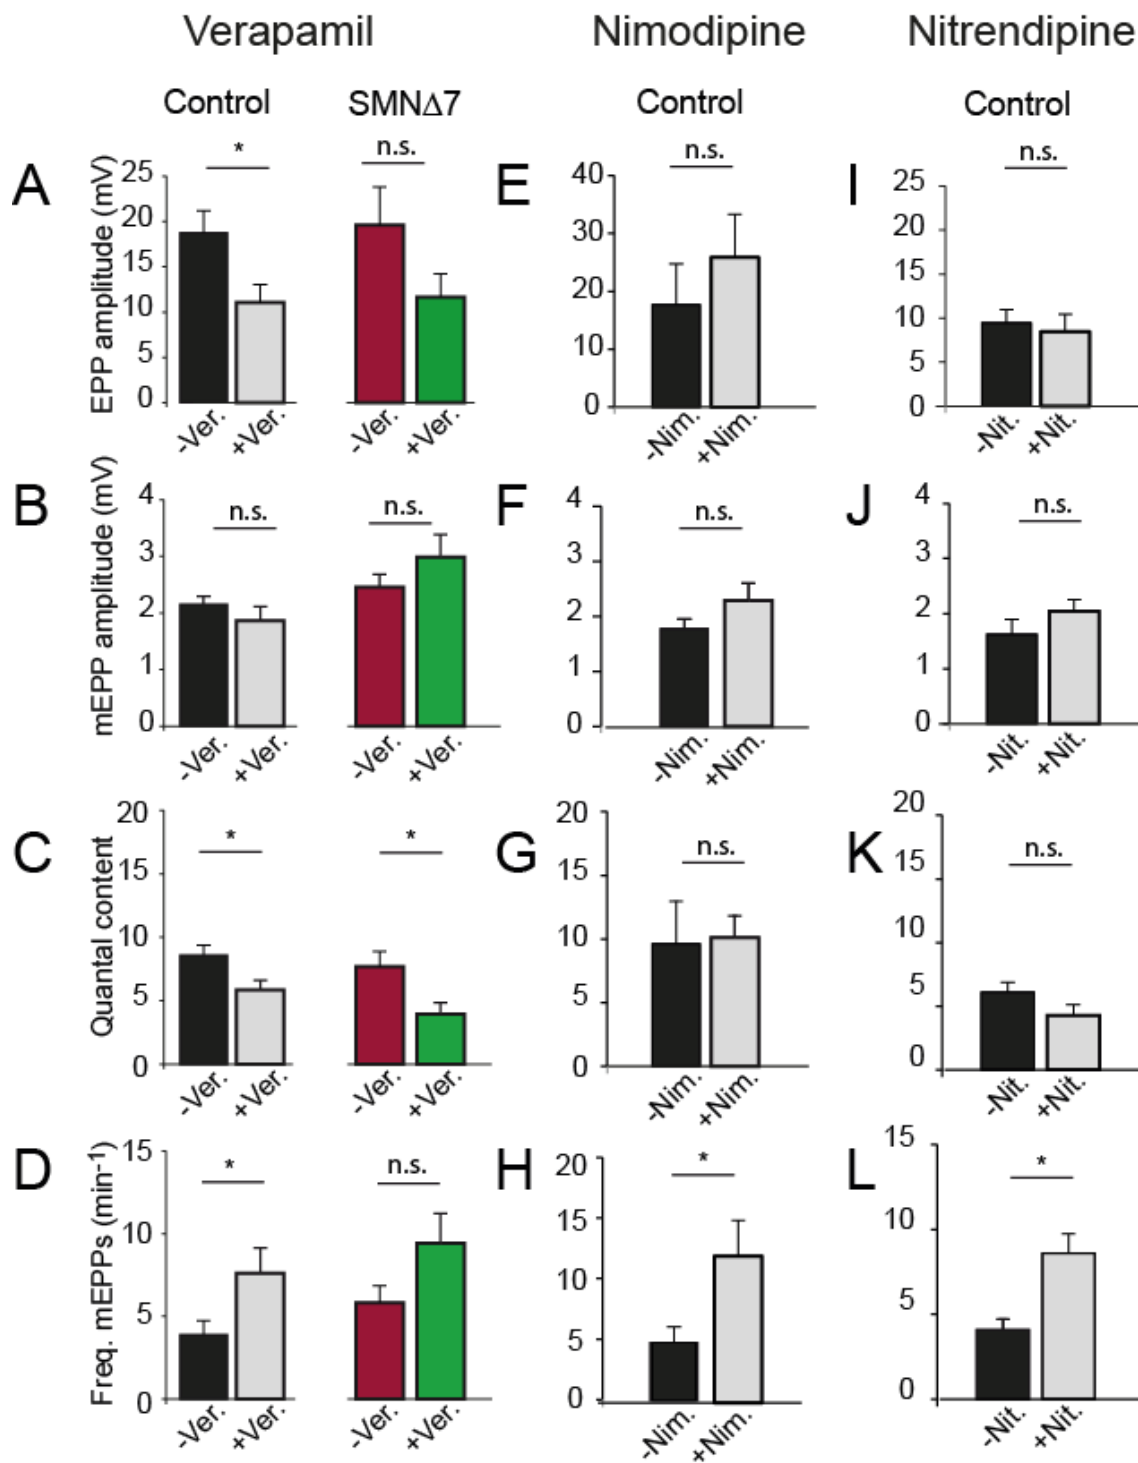 Verapamil Nimodipine Nitrendipine
Control SMNΔ7 Control Control
A
EPP amplitude (mV)
25
20
15
10
5
0
*
-Ver. +Ver.
n.s.
-Ver. +Ver.
E
40
30
20
10
0
n.s.
-Nim. +Nim.
I
25
20
15
10
5
0
n.s.
-Nit. +Nit.
B
mEPP amplitude (mV)
4
3
2
1
0
n.s.
-Ver. +Ver.
n.s.
-Ver. +Ver.
F
4
3
2
1
0
n.s.
-Nim. +Nim.
J
4
3
2
1
0
n.s.
-Nit. +Nit.
C
Quantal content
20
15
10
5
0
*
-Ver. +Ver.
*
-Ver. +Ver.
G
20
15
10
5
0
n.s.
-Nim. +Nim.
K
20
15
10
5
0
n.s.
-Nit. +Nit.
D
Freq. mEPPs (min⁻¹)
15
10
5
0
*
-Ver. +Ver.
n.s.
-Ver. +Ver.
H
20
15
10
5
0
*
-Nim. +Nim.
L
15
10
5
0
*
-Nit. +Nit.